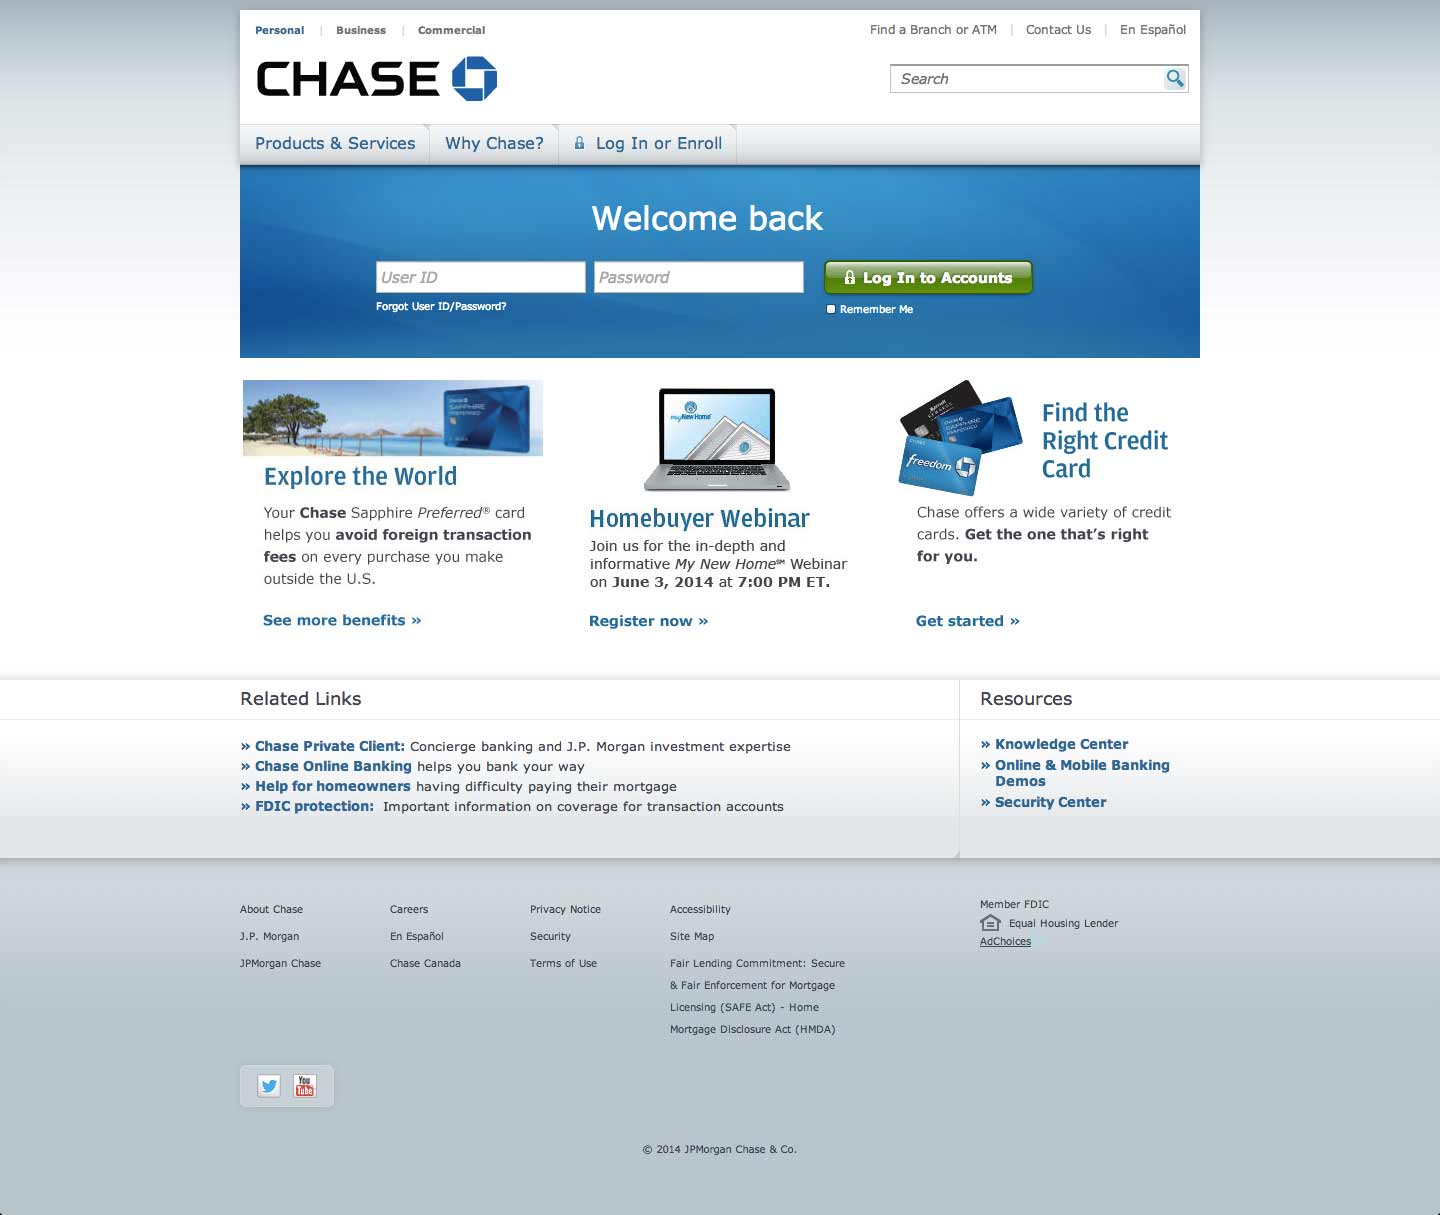 Personal | Business | Commercial
Find a Branch or ATM | Contact Us | En Español
CHASE
Search
Products & Services
Why Chase?
Log In or Enroll
Welcome back
User ID
Password
Log In to Accounts
Forgot User ID/Password?
Remember Me
SAPPHIRE
Explore the World
Your Chase Sapphire Preferred® card
helps you avoid foreign transaction
fees on every purchase you make
outside the U.S.
See more benefits »
myNewHome
Homebuyer Webinar
Join us for the in-depth and
informative My New Home℠ Webinar
on June 3, 2014 at 7:00 PM ET.
Register now »
freedom
Find the
Right Credit
Card
Chase offers a wide variety of credit
cards. Get the one that’s right
for you.
Get started »
Related Links
» Chase Private Client: Concierge banking and J.P. Morgan investment expertise
» Chase Online Banking helps you bank your way
» Help for homeowners having difficulty paying their mortgage
» FDIC protection: Important information on coverage for transaction accounts
Resources
» Knowledge Center
» Online & Mobile Banking
Demos
» Security Center
About Chase
J.P. Morgan
JPMorgan Chase
Careers
En Español
Chase Canada
Privacy Notice
Security
Terms of Use
Accessibility
Site Map
Fair Lending Commitment: Secure
& Fair Enforcement for Mortgage
Licensing (SAFE Act) - Home
Mortgage Disclosure Act (HMDA)
Member FDIC
Equal Housing Lender
AdChoices
You
Tube
© 2014 JPMorgan Chase & Co.